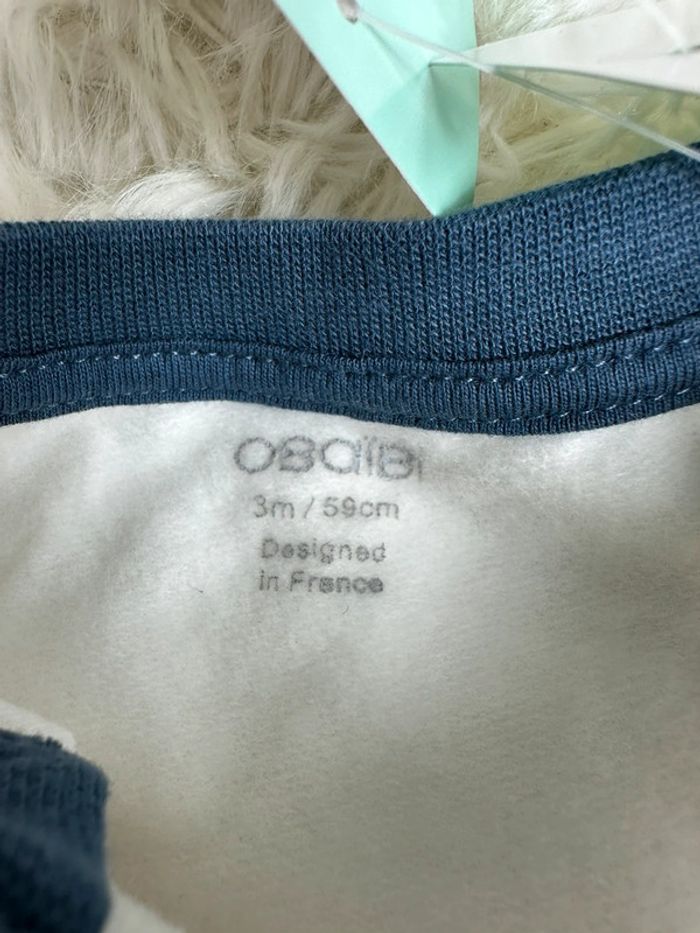 OBAÏBI
3m / 59cm
Designed
in France